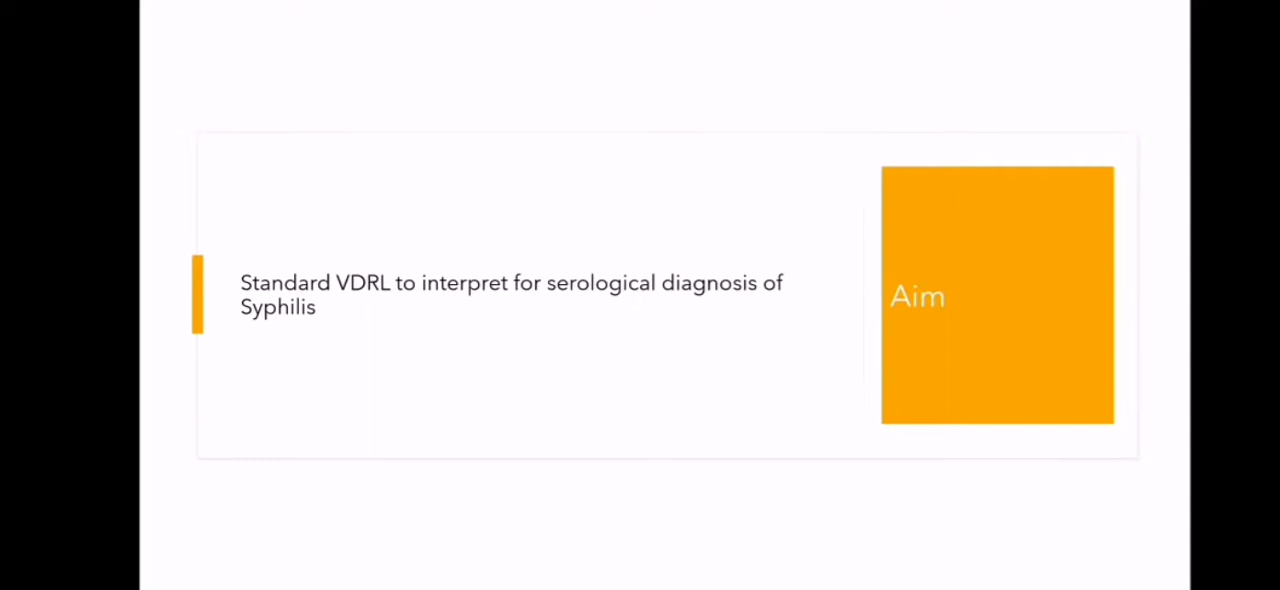 Standard VDRL to interpret for serological diagnosis of
Syphilis
Aim